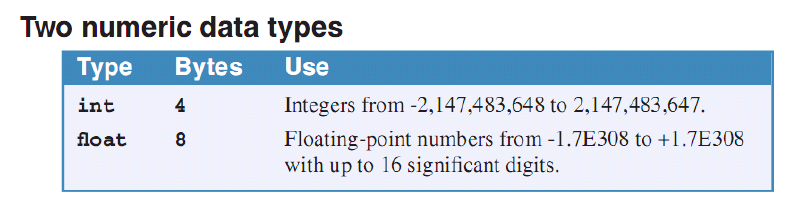 Two numeric data types
Type Bytes Use
int 4 Integers from -2,147,483,648 to 2,147,483,647.
float 8 Floating-point numbers from -1.7E308 to +1.7E308
with up to 16 significant digits.